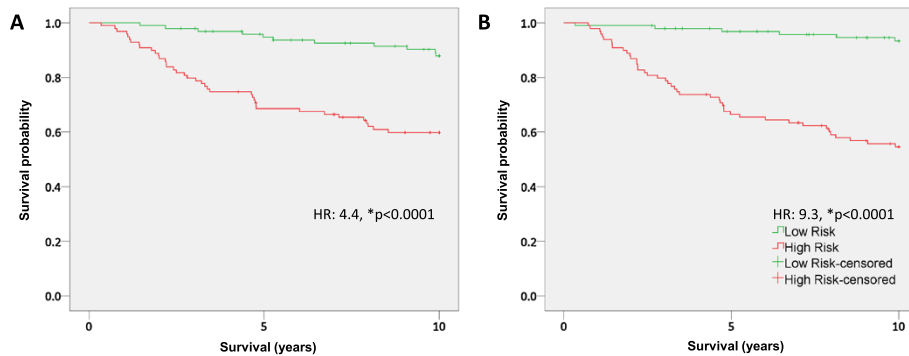 A
Survival probability
1.0
0.8
0.6
0.4
0.2
0.0
HR: 4.4, *p<0.0001
0
5
10
Survival (years)
B
Survival probability
1.0
0.8
0.6
0.4
0.2
0.0
HR: 9.3, *p<0.0001
Low Risk
High Risk
Low Risk-censored
High Risk-censored
0
5
10
Survival (years)